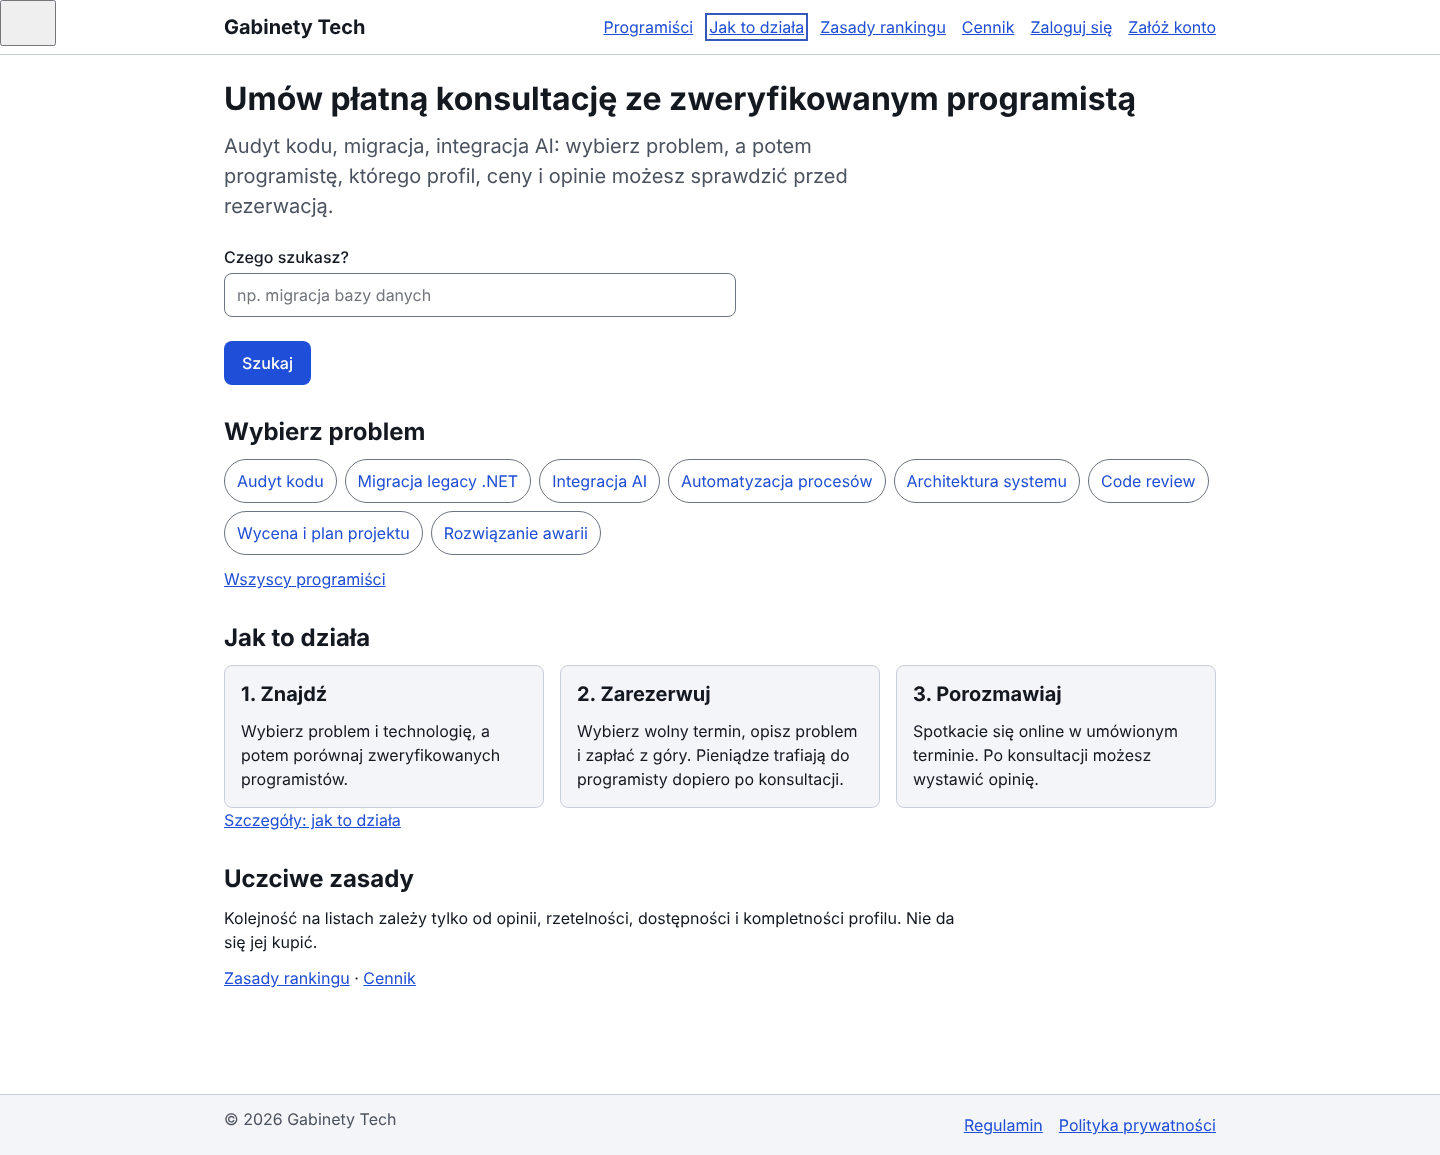 Gabinety Tech
Programiści Jak to działa Zasady rankingu Cennik Zaloguj się Załóż konto
Umów płatną konsultację ze zweryfikowanym programistą
Audyt kodu, migracja, integracja AI: wybierz problem, a potem
programistę, którego profil, ceny i opinie możesz sprawdzić przed
rezerwacją.
Czego szukasz?
np. migracja bazy danych
Szukaj
Wybierz problem
Audyt kodu Migracja legacy .NET Integracja AI Automatyzacja procesów Architektura systemu Code review
Wycena i plan projektu Rozwiązanie awarii
Wszyscy programiści
Jak to działa
1. Znajdź
Wybierz problem i technologię, a
potem porównaj zweryfikowanych
programistów.
2. Zarezerwuj
Wybierz wolny termin, opisz problem
i zapłać z góry. Pieniądze trafiają do
programisty dopiero po konsultacji.
3. Porozmawiaj
Spotkacie się online w umówionym
terminie. Po konsultacji możesz
wystawić opinię.
Szczegóły: jak to działa
Uczciwe zasady
Kolejność na listach zależy tylko od opinii, rzetelności, dostępności i kompletności profilu. Nie da
się jej kupić.
Zasady rankingu · Cennik
© 2026 Gabinety Tech
Regulamin Polityka prywatności